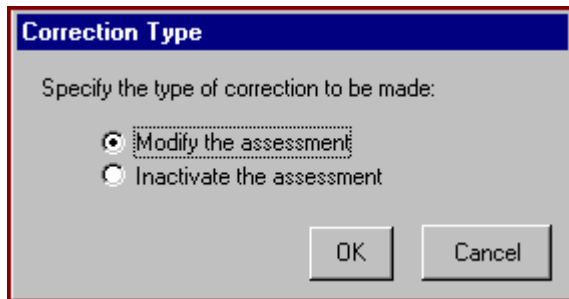 Correction Type
Specify the type of correction to be made:
Modify the assessment
Inactivate the assessment
OK Cancel